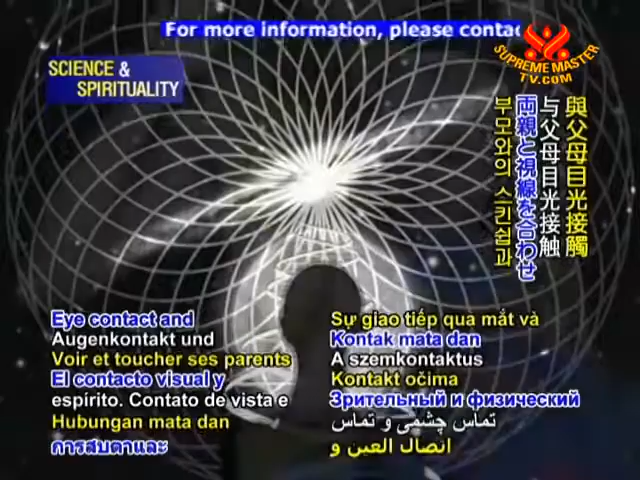 For more information, please contac
SUPREME MASTER
TV.COM
SCIENCE &
SPIRITUALITY
與父母目光接觸
与父母目光接触
両親と視線を合わせ
부모와의 스킨쉽과
Eye contact and
Augenkontakt und
Voir et toucher ses parents
El contacto visual y
espírito. Contato de vista e
Hubungan mata dan
การสบตาและ
Sự giao tiếp qua mắt và
Kontak mata dan
A szemkontaktus
Kontakt očima
Зрительный и физический
تماس چشمی و تماس
اتصال العين و